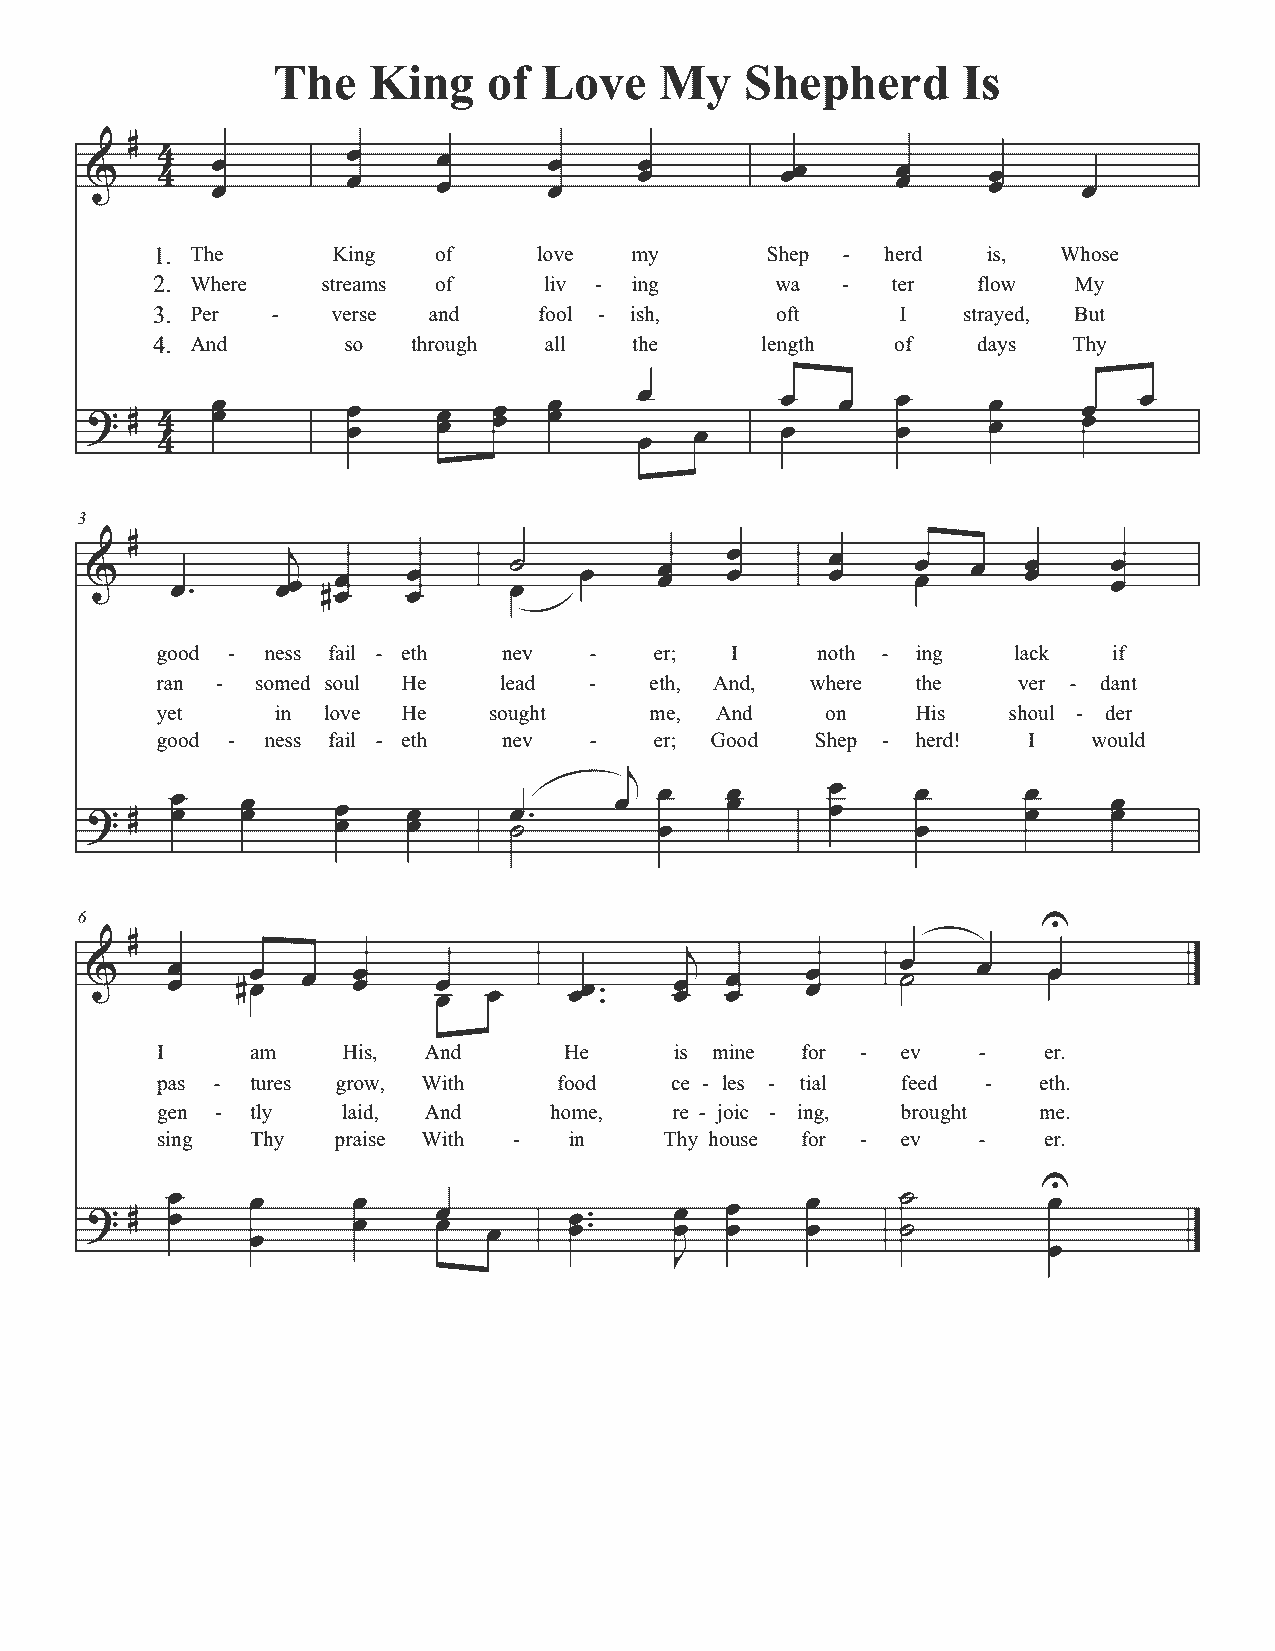 The King of Love My Shepherd Is
4
4
1. The King of love my Shep - herd is, Whose
2. Where streams of liv - ing wa - ter flow My
3. Per - verse and fool - ish, oft I strayed, But
4. And so through all the length of days Thy
4
4
3
good - ness fail - eth nev - er; I noth - ing lack if
ran - somed soul He lead - eth, And, where the ver - dant
yet in love He sought me, And on His shoul - der
good - ness fail - eth nev - er; Good Shep - herd! I would
6
I am His, And He is mine for - ev - er.
pas - tures grow, With food ce - les - tial feed - eth.
gen - tly laid, And home, re - joic - ing, brought me.
sing Thy praise With - in Thy house for - ev - er.